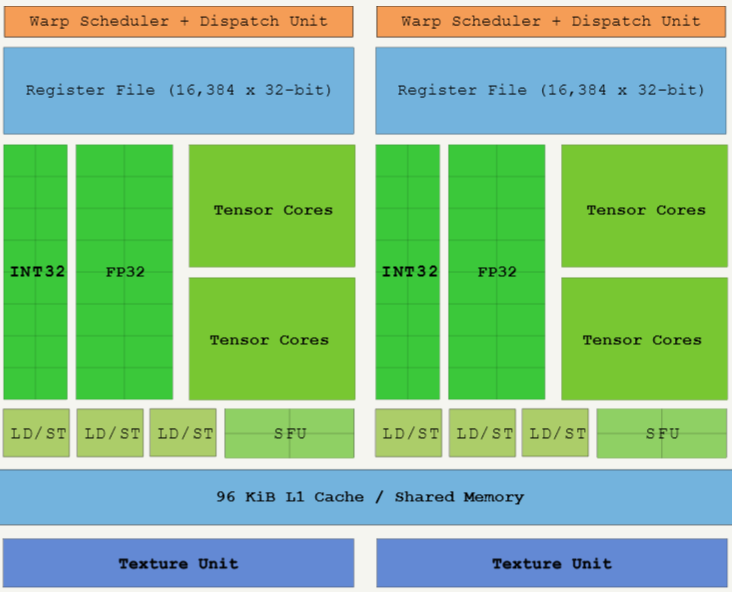 Warp Scheduler + Dispatch Unit
Warp Scheduler + Dispatch Unit
Register File (16,384 x 32-bit)
Register File (16,384 x 32-bit)
Tensor Cores
Tensor Cores
INT32
FP32
INT32
FP32
Tensor Cores
Tensor Cores
LD/ST
LD/ST
LD/ST
SFU
LD/ST
LD/ST
LD/ST
SFU
96 KiB L1 Cache / Shared Memory
Texture Unit
Texture Unit